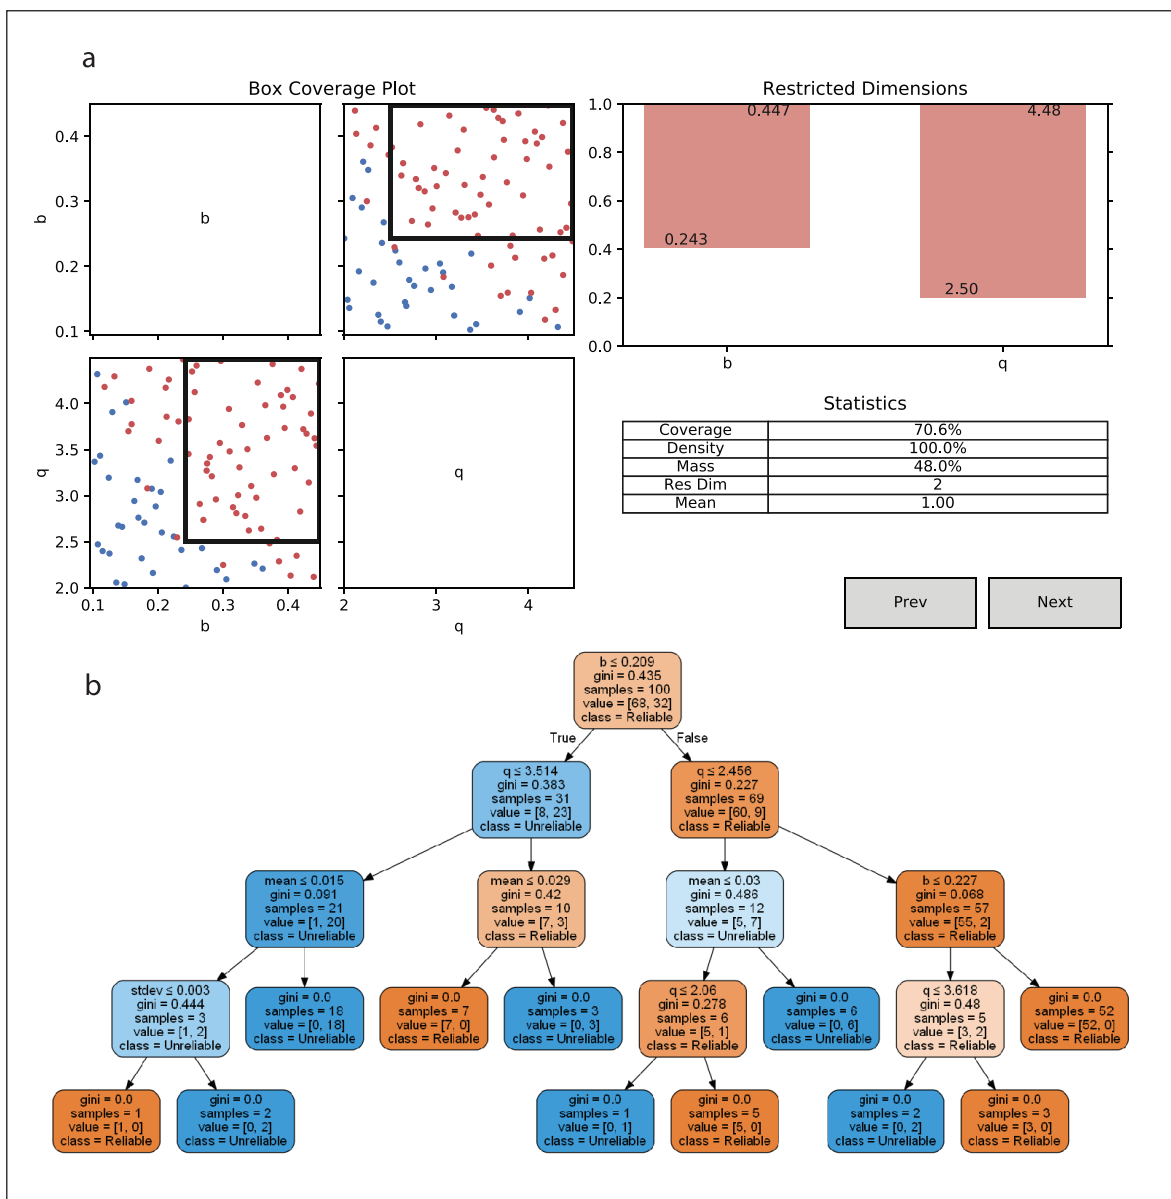 a
Box Coverage Plot
Restricted Dimensions
0.4
0.3
0.2
0.1
b
b
1.0
0.8
0.6
0.4
0.2
0.0
0.447
4.48
0.243
2.50
b
q
4.0
3.5
3.0
2.5
2.0
q
0.1
0.2
0.3
0.4
b
q
2
3
4
q
Statistics
Coverage 70.6%
Density 100.0%
Mass 48.0%
Res Dim 2
Mean 1.00
Prev
Next
b
b ≤ 0.209
gini = 0.435
samples = 100
value = [68, 32]
class = Reliable
True
False
q ≤ 3.514
gini = 0.383
samples = 31
value = [8, 23]
class = Unreliable
q ≤ 2.456
gini = 0.227
samples = 69
value = [60, 9]
class = Reliable
mean ≤ 0.015
gini = 0.091
samples = 21
value = [1, 20]
class = Unreliable
mean ≤ 0.029
gini = 0.42
samples = 10
value = [7, 3]
class = Reliable
mean ≤ 0.03
gini = 0.486
samples = 12
value = [5, 7]
class = Unreliable
b ≤ 0.227
gini = 0.068
samples = 57
value = [55, 2]
class = Reliable
stdev ≤ 0.003
gini = 0.444
samples = 3
value = [1, 2]
class = Unreliable
gini = 0.0
samples = 18
value = [0, 18]
class = Unreliable
gini = 0.0
samples = 7
value = [7, 0]
class = Reliable
gini = 0.0
samples = 3
value = [0, 3]
class = Unreliable
q ≤ 2.06
gini = 0.278
samples = 6
value = [5, 1]
class = Reliable
gini = 0.0
samples = 6
value = [0, 6]
class = Unreliable
q ≤ 3.618
gini = 0.48
samples = 5
value = [3, 2]
class = Reliable
gini = 0.0
samples = 52
value = [52, 0]
class = Reliable
gini = 0.0
samples = 1
value = [1, 0]
class = Reliable
gini = 0.0
samples = 2
value = [0, 2]
class = Unreliable
gini = 0.0
samples = 1
value = [0, 1]
class = Unreliable
gini = 0.0
samples = 5
value = [5, 0]
class = Reliable
gini = 0.0
samples = 2
value = [0, 2]
class = Unreliable
gini = 0.0
samples = 3
value = [3, 0]
class = Reliable